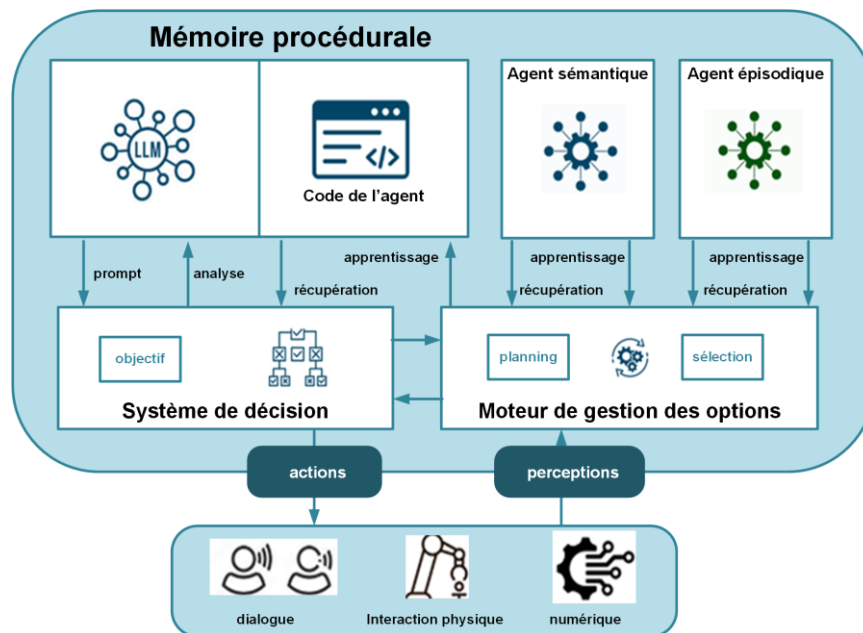 Mémoire procédurale
Agent sémantique
Agent épisodique
LLM
</>
Code de l'agent
prompt
analyse
récupération
apprentissage
apprentissage
récupération
apprentissage
récupération
objectif
planning
sélection
Système de décision
Moteur de gestion des options
actions
perceptions
dialogue
Interaction physique
numérique